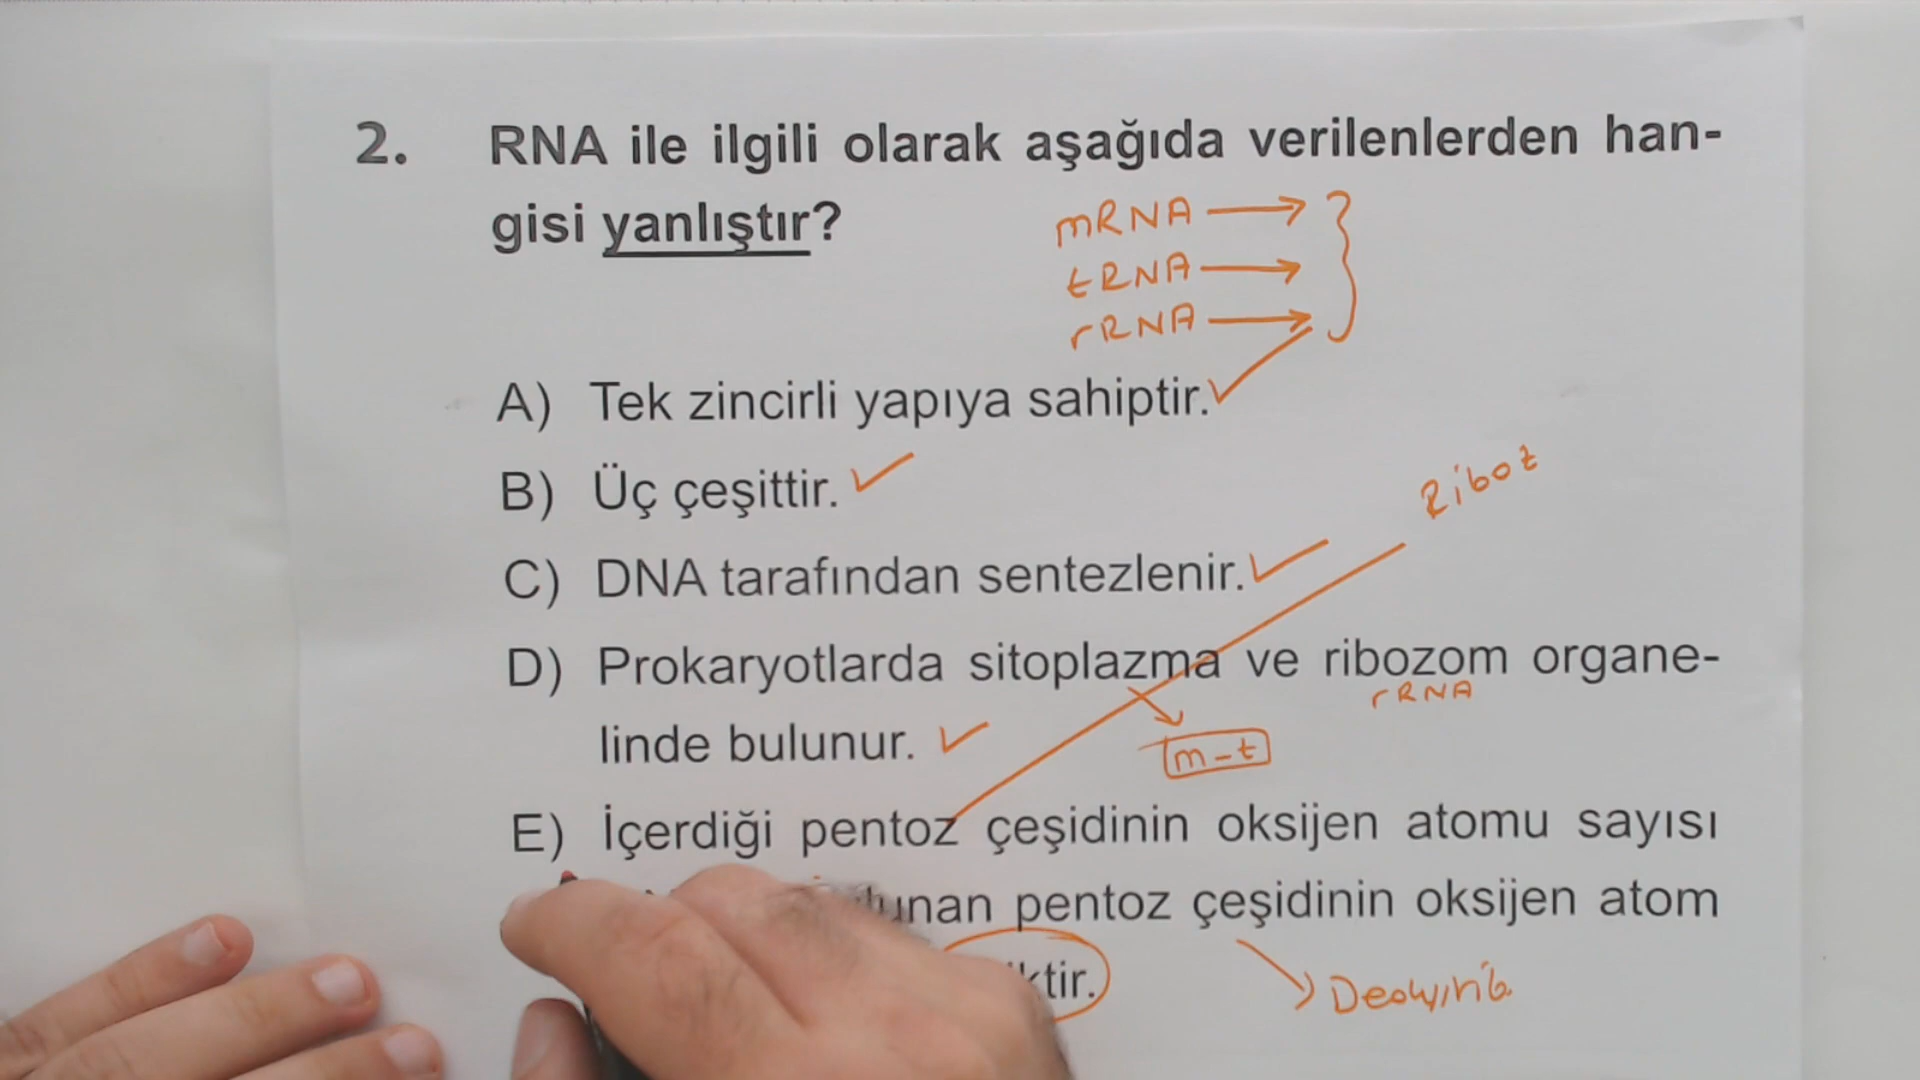 2. RNA ile ilgili olarak aşağıda verilenlerden han-
gisi yanlıştır?
mRNA
tRNA
rRNA
A) Tek zincirli yapıya sahiptir.
B) Üç çeşittir.
Riboz
C) DNA tarafından sentezlenir.
D) Prokaryotlarda sitoplazma ve ribozom organe-
rRNA
linde bulunur.
m-t
E) İçerdiği pentoz çeşidinin oksijen atomu sayısı
pentoz çeşidinin oksijen atom